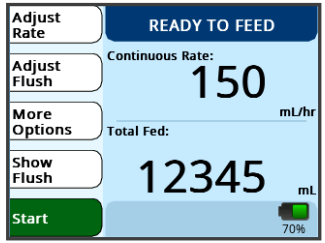 Adjust
Rate
Adjust
Flush
More
Options
Show
Flush
Start
READY TO FEED
Continuous Rate:
150
mL/hr
Total Fed:
12345
mL
70%